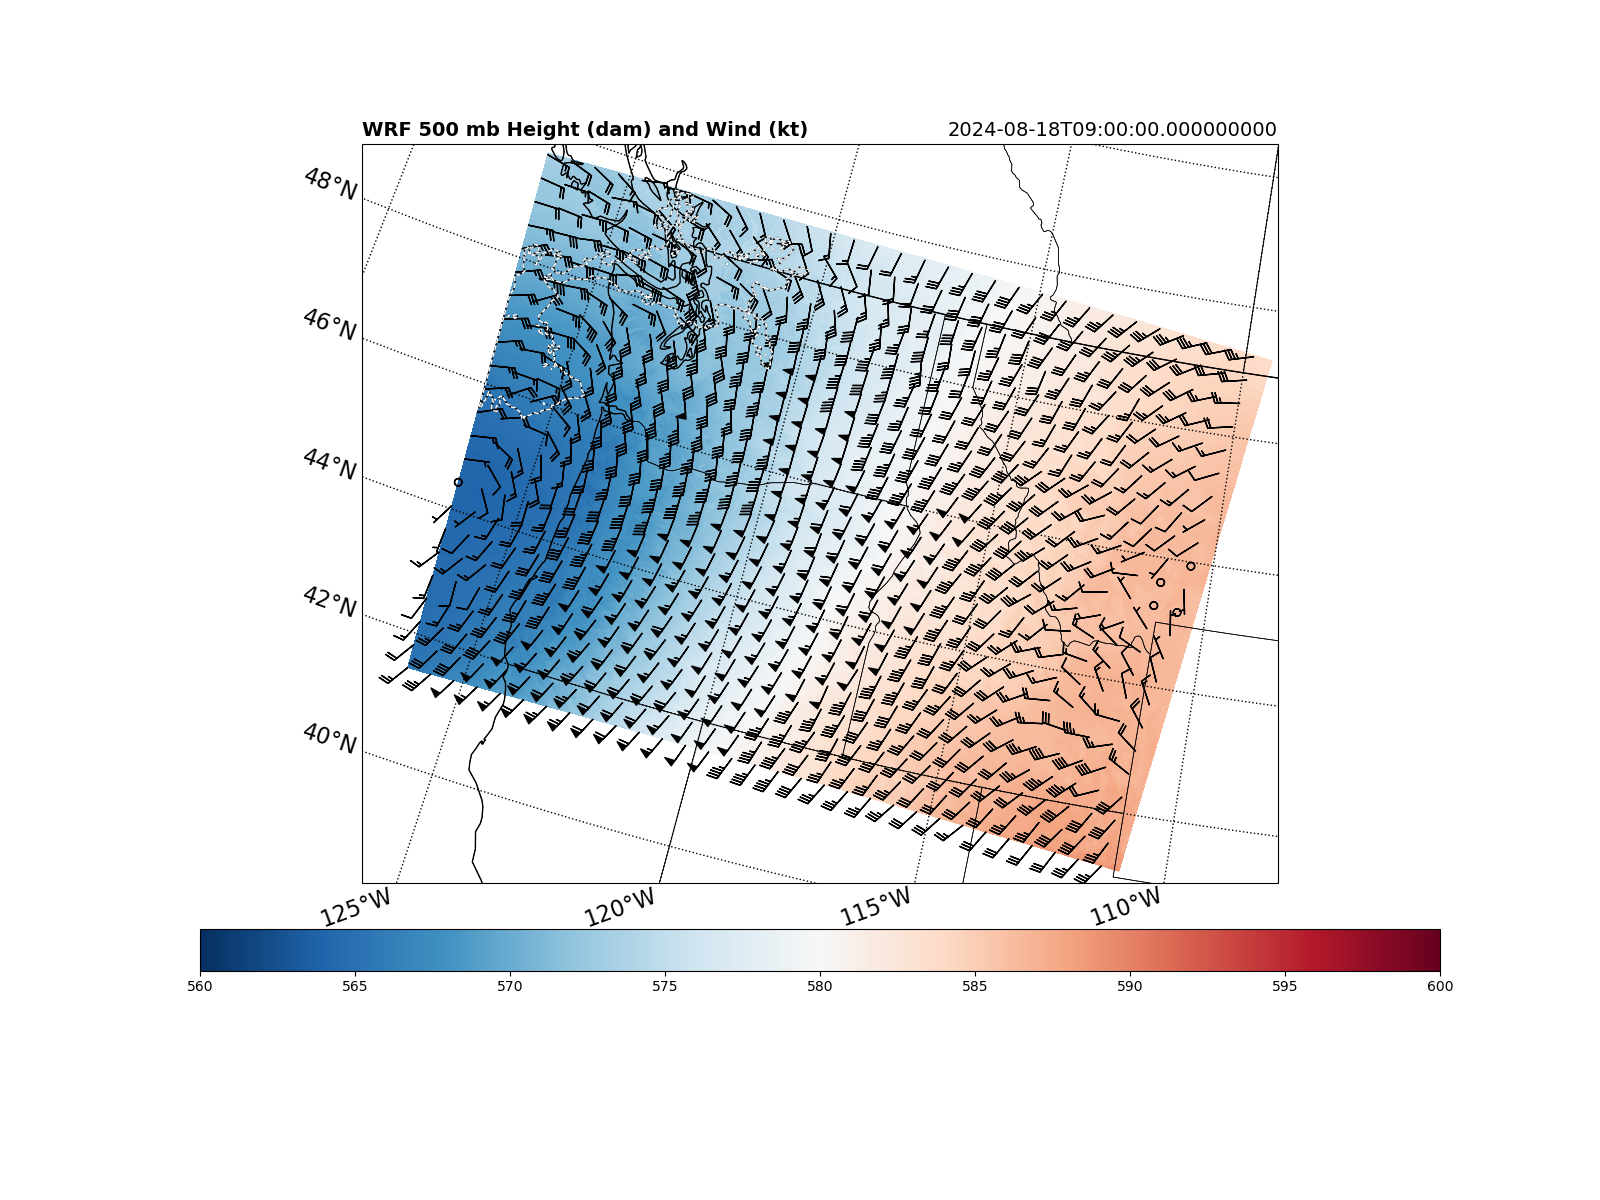 WRF 500 mb Height (dam) and Wind (kt)
2024-08-18T09:00:00.000000000
48°N
46°N
44°N
42°N
40°N
125°W
120°W
115°W
110°W
560
565
570
575
580
585
590
595
600